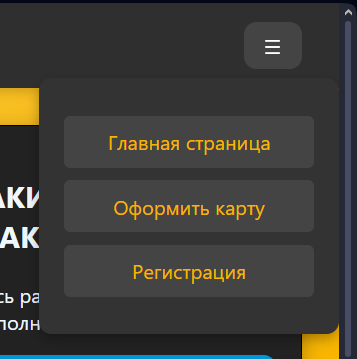 Главная страница
Оформить карту
Регистрация